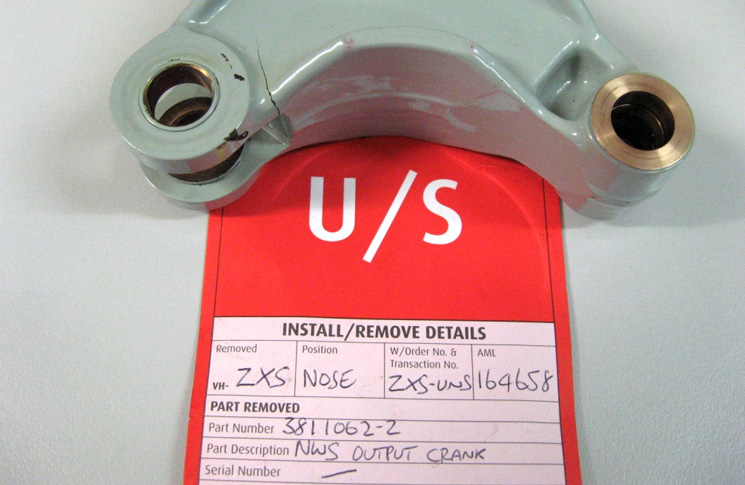 U/S
INSTALL/REMOVE DETAILS
Removed Position W/Order No. & AML
Transaction No.
VH- ZXS NOSE ZXS-UNS 164658
PART REMOVED
Part Number 3811062-2
Part Description NWS OUTPUT CRANK
Serial Number —